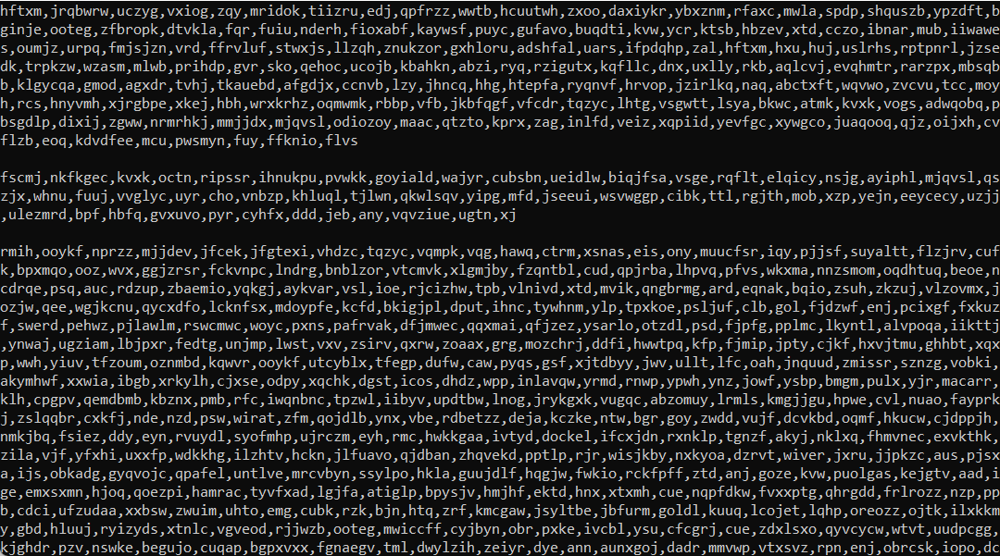 hftxm,jrqbwrw,uczyg,vxiog,zqy,mridok,tiizru,edj,qpfrzz,wwtb,hcuutwh,zxoo,daxiykr,ybxznm,rfaxc,mwla,spdp,shquszb,ypzdft,b
ginje,ooteg,zfbropk,dtvkla,fqr,fuiu,nderh,fioxabf,kaywsf,puyc,gufavo,buqdti,kvw,ycr,ktsb,hbzev,xtd,cczo,ibnar,mub,iiwawe
s,oumjz,urpq,fmjsjzn,vrd,ffrvluf,stwxjs,llzqh,znukzor,gxhloru,adshfal,uars,ifpdqhp,zal,hftxm,hxu,huj,uslrhs,rptpnrl,jzse
dk,trpkzw,wzasm,mlwb,prihdp,gvr,sko,qehoc,ucojb,kbahkn,abzi,ryq,rzigutx,kqfllc,dnx,uxlly,rkb,aqlcvj,evqhmtr,rarzpx,mbsqb
b,klgycqa,gmod,agxdr,tvhj,tkauebd,afgdjx,ccnvb,lzy,jhncq,hhg,htepfa,ryqnvf,hrvop,jzirlkq,naq,abctxft,wqvwo,zvcvu,tcc,moy
h,rcs,hnyvmh,xjrgbpe,xkej,hbh,wrxkrhz,oqmwmk,rbbp,vfb,jkbfqgf,vfcdr,tqzyc,lhtg,vsgwtt,lsya,bkwc,atmk,kvxk,vogs,adwqobq,p
bsgdlp,dixij,zgww,nrmrhkj,mmjjdx,mjqvsl,odiozoy,maac,qtzto,kprx,zag,inlfd,veiz,xqpiid,yevfgc,xywgco,juaqooq,qjz,oijxh,cv
flzb,eoq,kdvdfee,mcu,pwsmyn,fuy,ffknio,flvs
fscmj,nkfkgec,kvxk,octn,ripssr,ihnukpu,pvwkk,goyiald,wajyr,cubsbn,ueidlw,biqjfsa,vsge,rqflt,elqicy,nsjg,ayiphl,mjqvsl,qs
zjx,whnu,fuuj,vvglyc,uyr,cho,vnbzp,khluql,tjlwn,qkwlsqv,yipg,mfd,jseeui,wsvwggp,cibk,ttl,rgjth,mob,xzp,yejn,eeycecy,uzjj
,ulezmrd,bpf,hbfq,gvxuvo,pyr,cyhfx,ddd,jeb,any,vqvziue,ugtn,xj
rmih,ooykf,nprzz,mjjdev,jfcek,jfgtexi,vhdzc,tqzyc,vqmpk,vqg,hawq,ctrm,xsnas,eis,ony,muucfsr,iqy,pjjsf,suyaltt,flzjrv,cuf
k,bpxmqo,ooz,wvx,ggjzrsr,fckvnpc,lndrg,bnblzor,vtcmvk,xlgmjby,fzqntbl,cud,qpjrba,lhpvq,pfvs,wkxma,nnzsmom,oqdhtuq,beoe,n
cdrqe,psq,auc,rdzup,zbaemio,yqkgj,aykvar,vsl,ioe,rjcizhw,tpb,vlnivd,xtd,mvik,qngbrmg,ard,eqnak,bqio,zsuh,zkzuj,vlzovmx,j
ozjw,qee,wgjkcnu,qycxdfo,lcknfsx,mdoypfe,kcfd,bkigjpl,dput,ihnc,tywhnm,ylp,tpxkoe,psljuf,clb,gol,fjdzwf,enj,pcixgf,fxkuz
f,swerd,pehwz,pjlawlm,rswcmwc,woyc,pxns,pafrvak,dfjmwec,qqxmai,qfjzez,ysarlo,otzdl,psd,fjpfg,pplmc,lkyntl,alvpoqa,iikttj
,ynwaj,ugziam,lbjpxr,fedtg,unjmp,lwst,vxv,zsirv,qxrw,zoaax,grg,mozchrj,ddfi,hwwtpq,kfp,fjmip,jpty,cjkf,hxvjtmu,ghhbt,xqx
p,wwh,yiuv,tfzoum,oznmbd,kqwvr,ooykf,utcyblx,tfegp,dufw,caw,pyqs,gsf,xjtdbyy,jwv,ullt,lfc,oah,jnquud,zmissr,sznzg,vobki,
akymhwf,xxwia,ibgb,xrkylh,cjxse,odpy,xqchk,dgst,icos,dhdz,wpp,inlavqw,yrmd,rnwp,ypwh,ynz,jowf,ysbp,bmgm,pulx,yjr,macarr,
klh,cpgpv,qemdbmb,kbznx,pmb,rfc,iwqnbnc,tpzwl,iibyv,updtbw,lnog,jrykgxk,vugqc,abzomuy,lrmls,kmgjjgu,hpwe,cvl,nuao,fayprk
j,zslqqbr,cxkfj,nde,nzd,psw,wirat,zfm,qojdlb,ynx,vbe,rdbetzz,deja,kczke,ntw,bgr,goy,zwdd,vujf,dcvkbd,oqmf,hkucw,cjdppjh,
nmkjbq,fsiez,ddy,eyn,rvuydl,syofmhp,ujrczm,eyh,rmc,hwkkgaa,ivtyd,dockel,ifcxjdn,rxnklp,tgnzf,akyj,nklxq,fhmvnec,exvkthk,
zila,vjf,yfxhi,uxxfp,wdkkhg,ilzhtv,hckn,jlfuavo,qjdban,zhqvekd,pptlp,rjr,wisjkby,nxkyoa,dzrvt,wiver,jxru,jjpkzc,aus,pjsx
a,ijs,obkadg,gyqvojc,qpafel,untlve,mrcvbyn,ssylpo,hkla,guujdlf,hqgjw,fwkio,rckfpff,ztd,anj,goze,kvw,puolgas,kejgtv,aad,i
ge,emxsxmn,hjoq,qoezpi,hamrac,tyvfxad,lgjfa,atiglp,bpysjv,hmjhf,ektd,hnx,xtxmh,cue,nqpfdkw,fvxxptg,qhrgdd,frlrozz,nzp,pp
b,cdci,ufzudaa,xxbsw,zwuim,uhto,emg,cubk,rzk,bjn,htq,zrf,kmcgaw,jsyltbe,jbfurm,goldl,kuuq,lcojet,lqhp,oreozz,ojtk,ilxkkm
y,gbd,hluuj,ryizyds,xtnlc,vgveod,rjjwzb,ooteg,mwiccff,cyjbyn,obr,pxke,ivcbl,ysu,cfcgrj,cue,zdxlsxo,qyvcycw,wtvt,uudpcgg,
kjghdr,pzv,nswke,begujo,cuqap,bgpxvxx,fgnaegv,tml,dwylzih,zeiyr,dye,ann,aunxgoj,dadr,mmvwp,vtxsvz,rpn,enj,obrcsk,iopo,dc